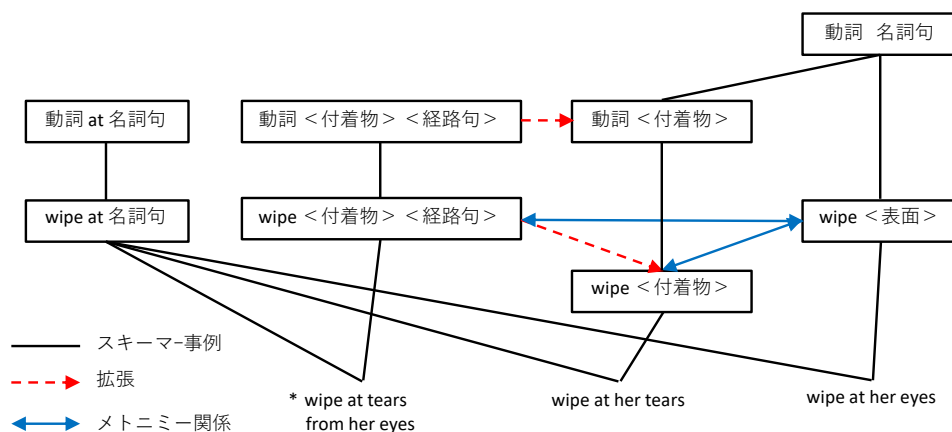 動詞 名詞句
動詞 at 名詞句
動詞 <付着物> <経路句>
動詞 <付着物>
wipe at 名詞句
wipe <付着物> <経路句>
wipe <表面>
wipe <付着物>
スキーマ-事例
拡張
メトニミー関係
* wipe at tears
from her eyes
wipe at her tears
wipe at her eyes